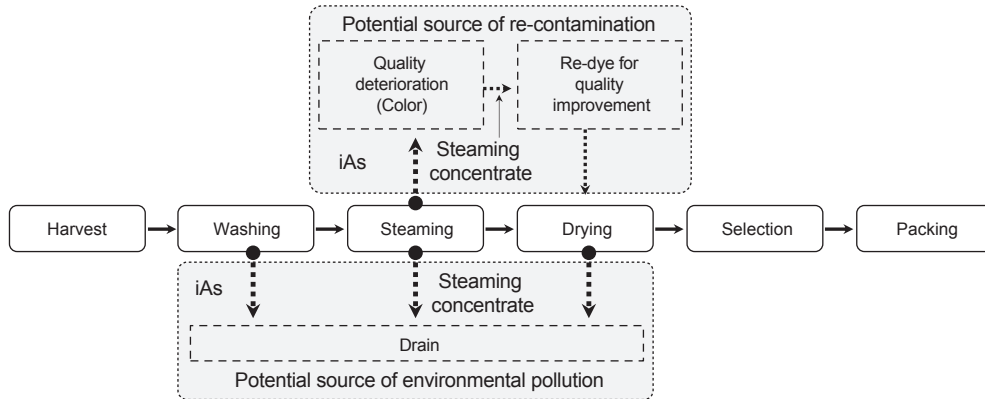 Potential source of re-contamination
Quality
deterioration
(Color)
Re-dye for
quality
improvement
iAs
Steaming
concentrate
Harvest
Washing
Steaming
Drying
Selection
Packing
iAs
Steaming
concentrate
Drain
Potential source of environmental pollution